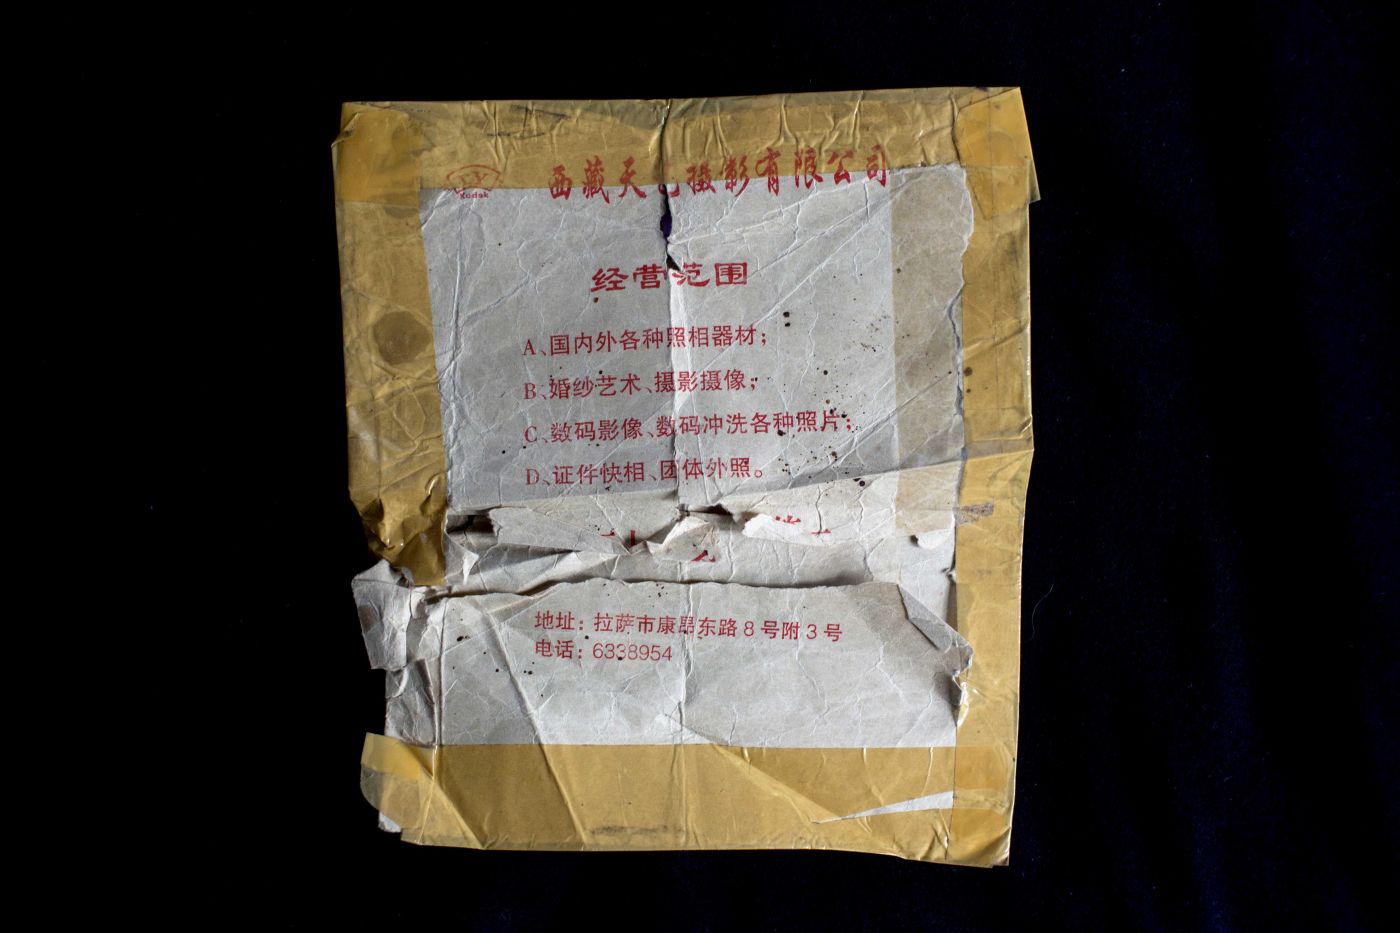 Kodak
西藏天 摄影有限公司
经营范围
A、国内外各种照相器材；
B、婚纱艺术、摄影摄像；
C、数码影像、数码冲洗各种照片；
D、证件快相、团体外照。
地址：拉萨市康昂东路8号附3号
电话：6338954